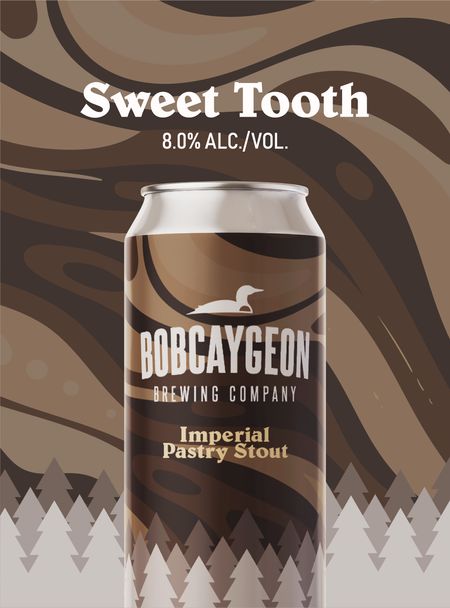 Sweet Tooth
8.0% ALC./VOL.
BOBCAYGEON
BREWING COMPANY
Imperial
Pastry Stout